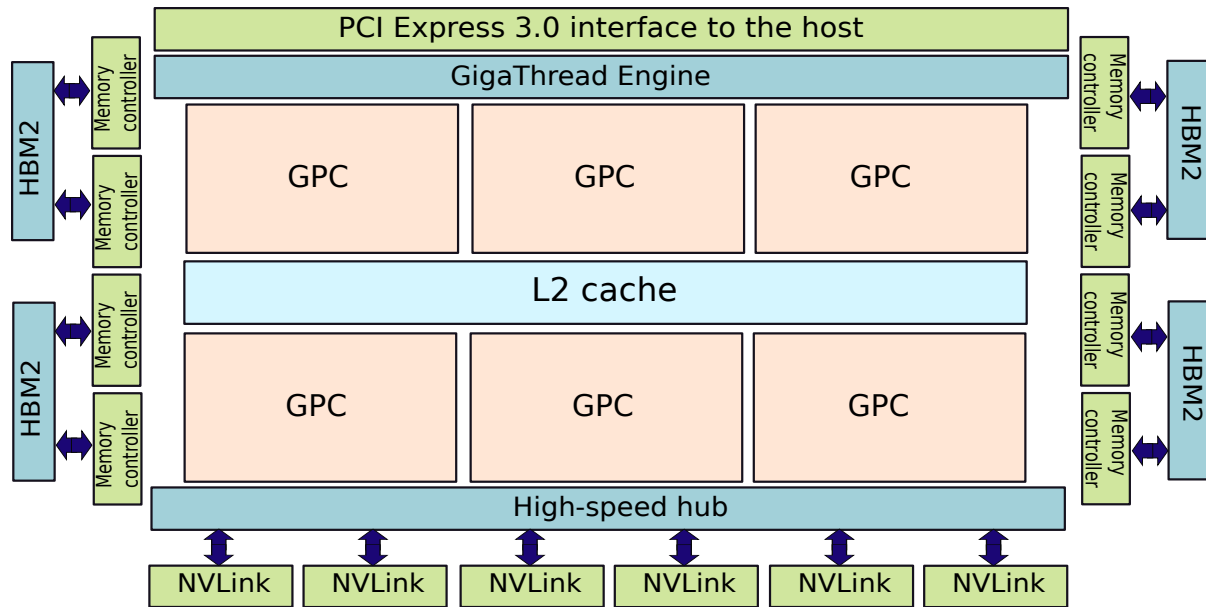 PCI Express 3.0 interface to the host
GigaThread Engine
HBM2
Memory
controller
Memory
controller
HBM2
Memory
controller
Memory
controller
GPC
GPC
GPC
L2 cache
GPC
GPC
GPC
Memory
controller
Memory
controller
HBM2
Memory
controller
Memory
controller
HBM2
High-speed hub
NVLink
NVLink
NVLink
NVLink
NVLink
NVLink